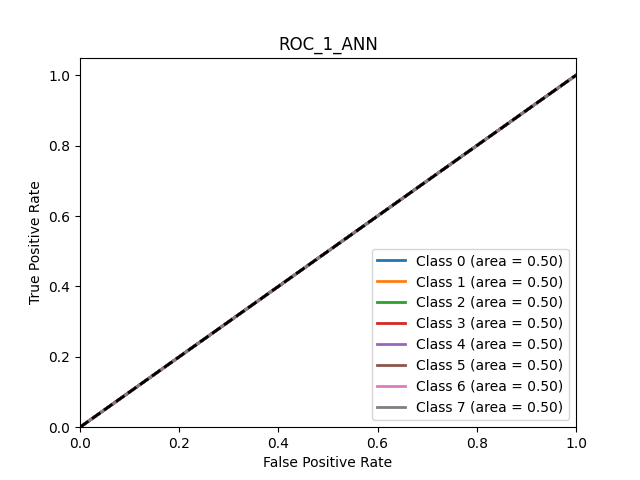 ROC_1_ANN
True Positive Rate
1.0
0.8
0.6
0.4
0.2
0.0
Class 0 (area = 0.50)
Class 1 (area = 0.50)
Class 2 (area = 0.50)
Class 3 (area = 0.50)
Class 4 (area = 0.50)
Class 5 (area = 0.50)
Class 6 (area = 0.50)
Class 7 (area = 0.50)
0.0 0.2 0.4 0.6 0.8 1.0
False Positive Rate